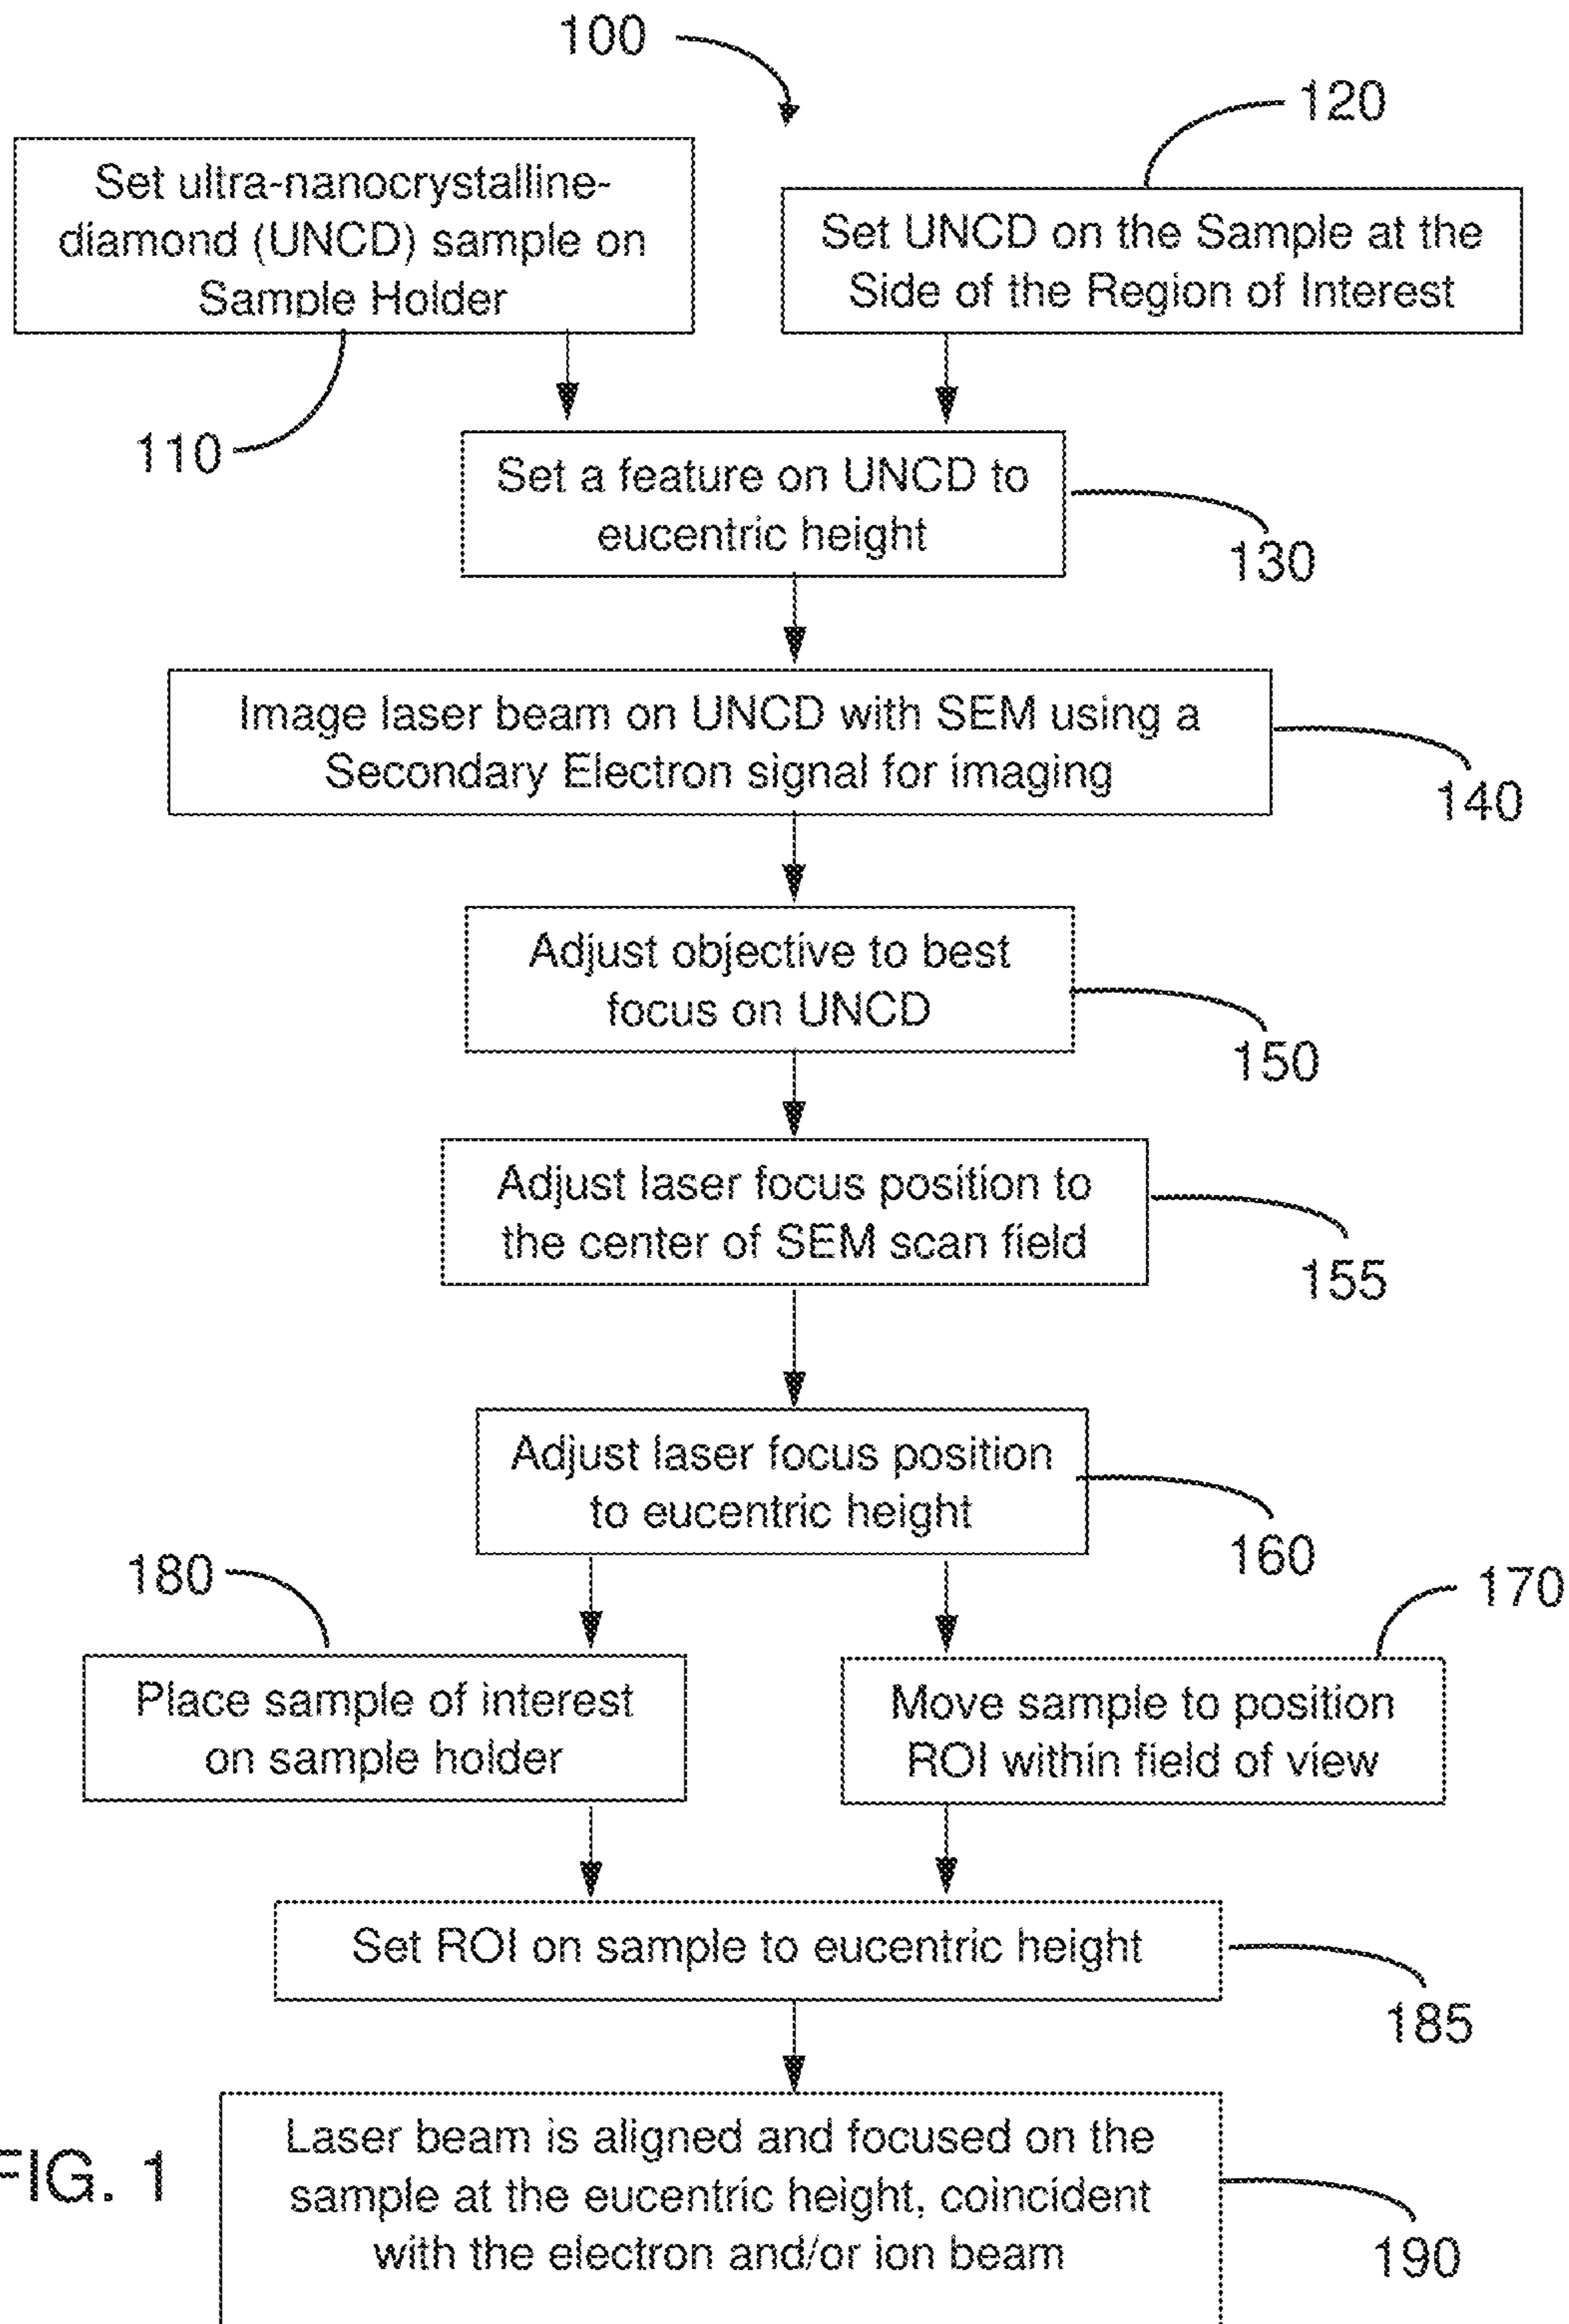 100
120
Set ultra-nanocrystalline-
diamond (UNCD) sample on
Sample Holder
Set UNCD on the Sample at the
Side of the Region of Interest
110
Set a feature on UNCD to
eucentric height
130
Image laser beam on UNCD with SEM using a
Secondary Electron signal for imaging
140
Adjust objective to best
focus on UNCD
150
Adjust laser focus position to
the center of SEM scan field
155
Adjust laser focus position
to eucentric height
160
180
170
Place sample of interest
on sample holder
Move sample to position
ROI within field of view
Set ROI on sample to eucentric height
185
Laser beam is aligned and focused on the
sample at the eucentric height, coincident
with the electron and/or ion beam
190
FIG. 1